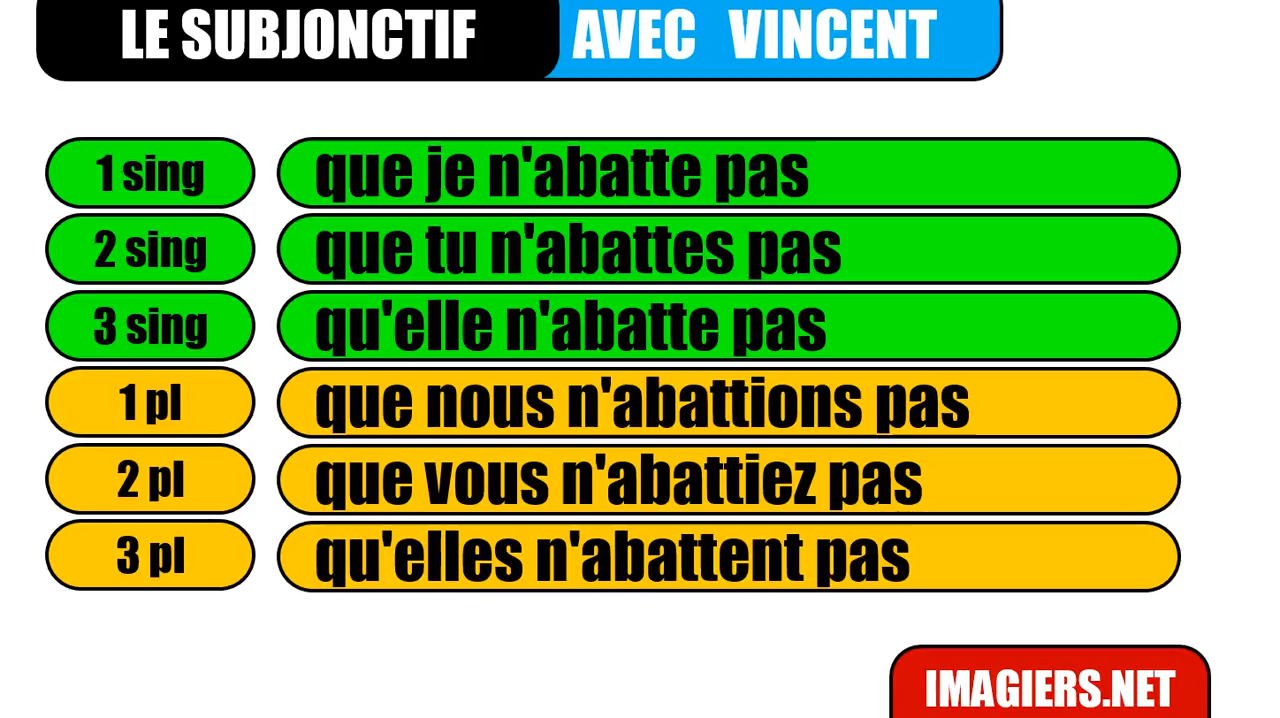 LE SUBJONCTIF AVEC VINCENT
1 sing que je n'abatte pas
2 sing que tu n'abattes pas
3 sing qu'elle n'abatte pas
1 pl que nous n'abattions pas
2 pl que vous n'abattiez pas
3 pl qu'elles n'abattent pas
IMAGIERS.NET